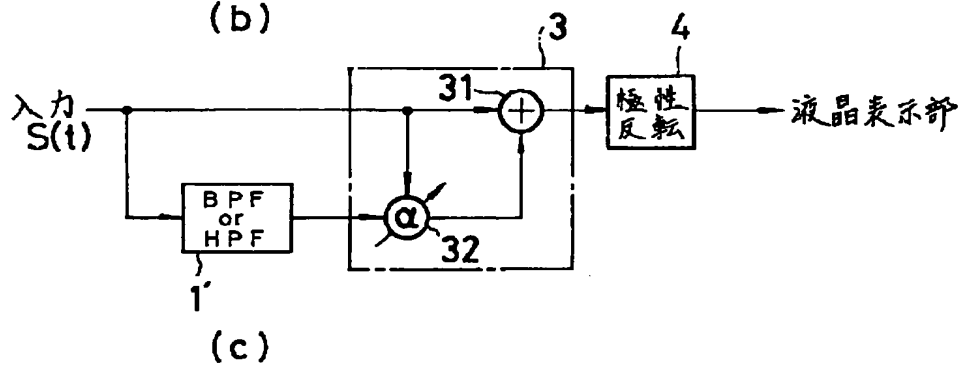 (b)
3
4
31
入力
S(t)
+
極性
反転
液晶表示部
BPF
or
HPF
α
32
1'
(c)